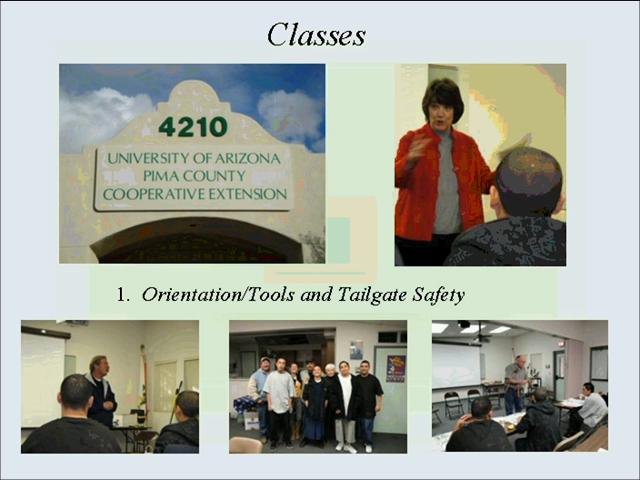 Classes
4210
UNIVERSITY OF ARIZONA
PIMA COUNTY
COOPERATIVE EXTENSION
1. Orientation/Tools and Tailgate Safety